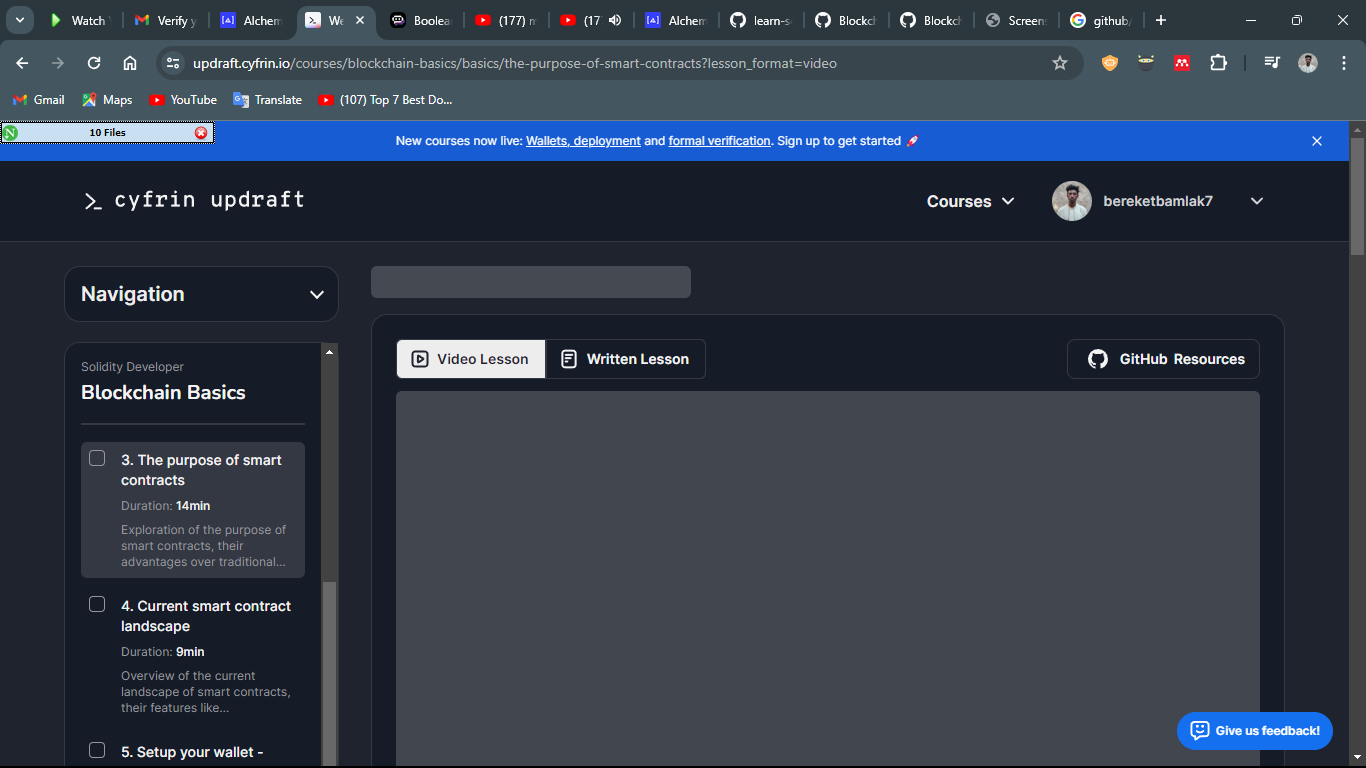 Watch
Verify y
Alchem
We
Boolea
(177) m
(17
Alchem
learn-s
Blockch
Blockch
Screen
github/
updraft.cyfrin.io/courses/blockchain-basics/basics/the-purpose-of-smart-contracts?lesson_format=video
Gmail
Maps
YouTube
Translate
(107) Top 7 Best Do...
10 Files
New courses now live: Wallets, deployment and formal verification. Sign up to get started 🚀
>_ cyfrin updraft
Courses
bereketbamlak7
Navigation
Solidity Developer
Blockchain Basics
3. The purpose of smart
contracts
Duration: 14min
Exploration of the purpose of
smart contracts, their
advantages over traditional...
4. Current smart contract
landscape
Duration: 9min
Overview of the current
landscape of smart contracts,
their features like...
5. Setup your wallet -
Video Lesson
Written Lesson
GitHub Resources
Give us feedback!